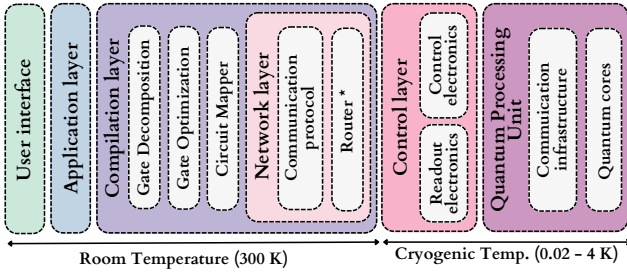 User interface
Application layer
Compilation layer
Gate Decomposition
Gate Optimization
Circuit Mapper
Network layer
Communication
protocol
Router *
Control layer
Control
electronics
Readout
electronics
Quantum Processing
Unit
Commuication
infrastructure
Quantum cores
Room Temperature (300 K)
Cryogenic Temp. (0.02 - 4 K)